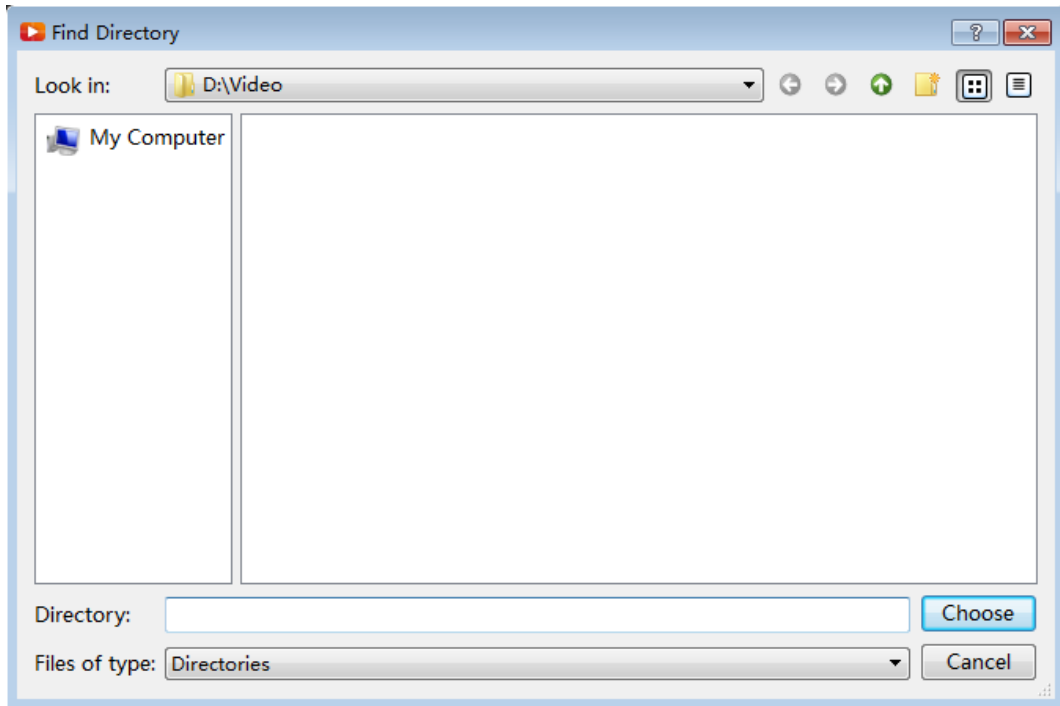 Find Directory
Look in: D:\Video
My Computer
Directory: Choose
Files of type: Directories Cancel